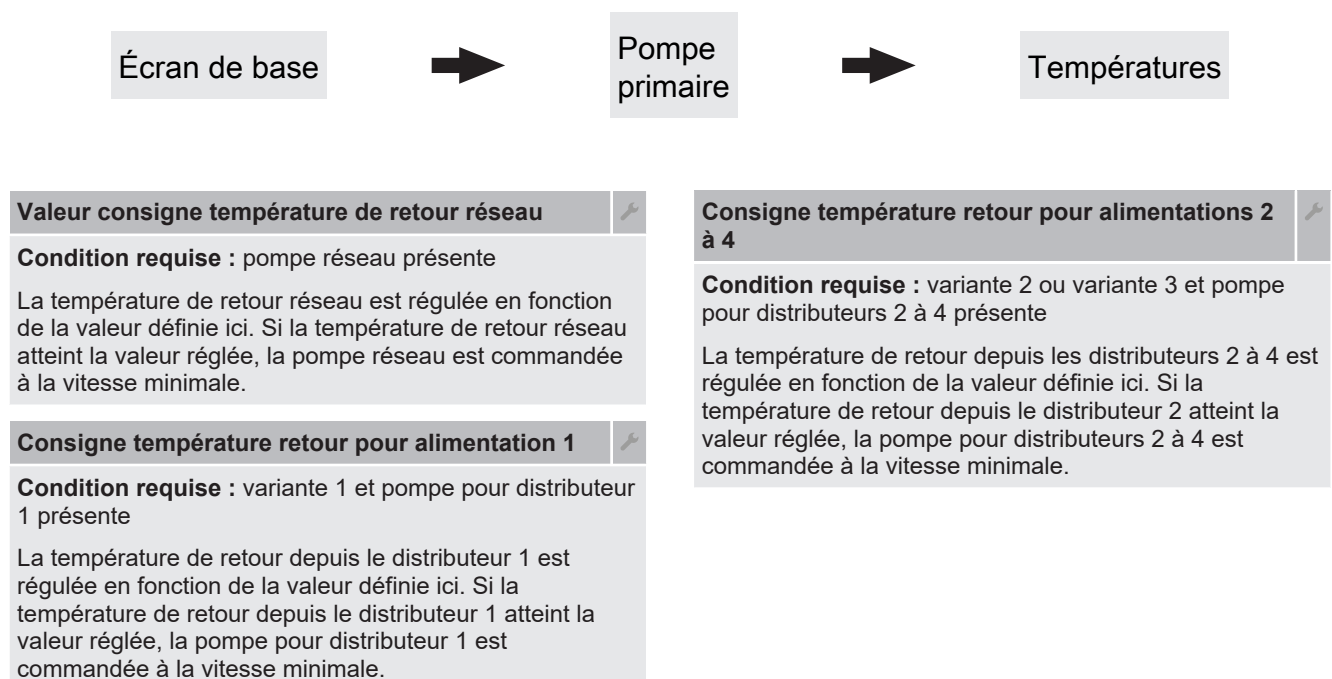 Écran de base
Pompe
primaire
Températures
Valeur consigne température de retour réseau
Condition requise : pompe réseau présente
La température de retour réseau est régulée en fonction
de la valeur définie ici. Si la température de retour réseau
atteint la valeur réglée, la pompe réseau est commandée
à la vitesse minimale.
Consigne température retour pour alimentation 1
Condition requise : variante 1 et pompe pour distributeur
1 présente
La température de retour depuis le distributeur 1 est
régulée en fonction de la valeur définie ici. Si la
température de retour depuis le distributeur 1 atteint la
valeur réglée, la pompe pour distributeur 1 est
commandée à la vitesse minimale.
Consigne température retour pour alimentations 2
à 4
Condition requise : variante 2 ou variante 3 et pompe
pour distributeurs 2 à 4 présente
La température de retour depuis les distributeurs 2 à 4 est
régulée en fonction de la valeur définie ici. Si la
température de retour depuis le distributeur 2 atteint la
valeur réglée, la pompe pour distributeurs 2 à 4 est
commandée à la vitesse minimale.